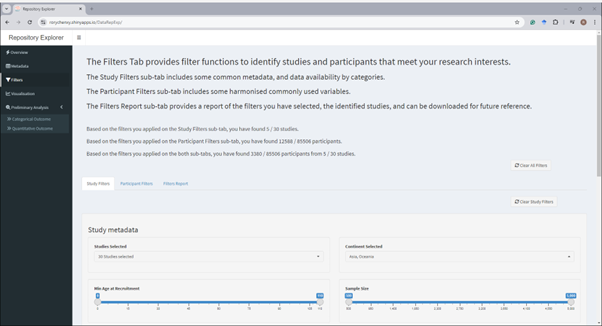 Repository Explorer
rocycheney.shinyapps.io/DataRepExp/
Repository Explorer
Overview
Metadata
Filters
Visualisation
Preliminary Analysis
Categorical Outcome
Quantitative Outcome
The Filters Tab provides filter functions to identify studies and participants that meet your research interests.
The Study Filters sub-tab includes some common metadata, and data availability by categories.
The Participant Filters sub-tab includes some harmonised commonly used variables.
The Filters Report sub-tab provides a report of the filters you have selected, the identified studies, and can be downloaded for future reference.
Based on the filters you applied on the Study Filters sub-tab, you have found 5 / 30 studies.
Based on the filters you applied on the Participant Filters sub-tab, you have found 12566 / 85506 participants.
Based on the filters you applied on the both sub-tabs, you have found 3360 / 85506 participants from 5 / 30 studies.
Clear All Filters
Study Filters Participant Filters Filters Report
Clear Study Filters
Study metadata
Studies Selected
30 Studies selected
Continent Selected
Asia, Oceania
Min Age at Recruitment
Sample Size